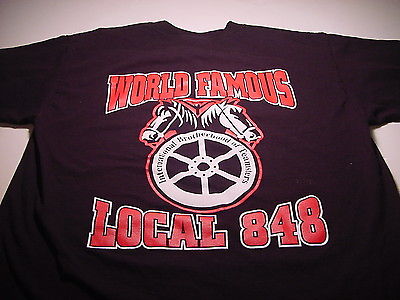 WORLD FAMOUS
International Brotherhood of Teamsters
LOCAL 848